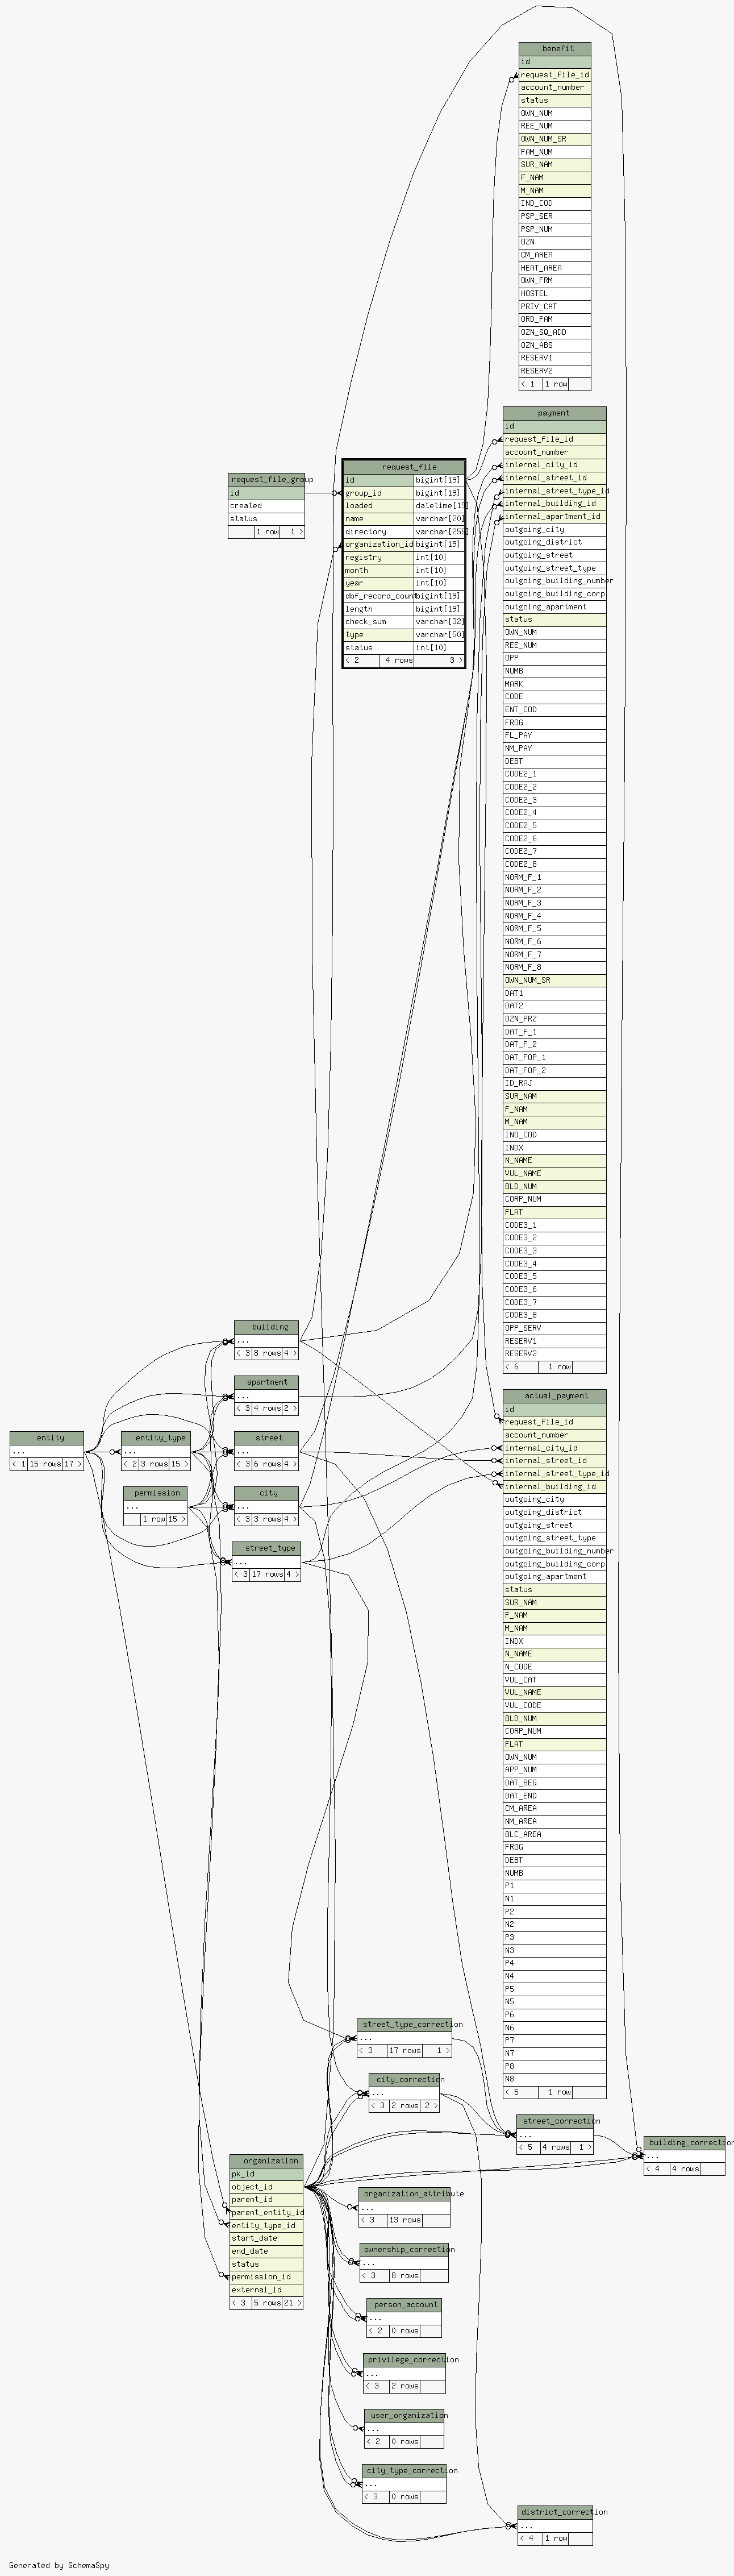 benefit
id
request_file_id
account_number
status
OWN_NUM
REE_NUM
OWN_NUM_SR
FAM_NUM
SUR_NAM
F_NAM
M_NAM
IND_COD
PSP_SER
PSP_NUM
OZN
CM_AREA
HEAT_AREA
OWN_FRM
HOSTEL
PRIV_CAT
ORD_FAM
OZN_SQ_ADD
OZN_ABS
RESERV1
RESERV2
< 1 1 row
request_file_group
id
created
status
1 row 1 >
request_file
id bigint[19]
group_id bigint[19]
loaded datetime[19]
name varchar[20]
directory varchar[255]
organization_id bigint[19]
registry int[10]
month int[10]
year int[10]
dbf_record_count bigint[19]
length bigint[19]
check_sum varchar[32]
type varchar[50]
status int[10]
< 2 4 rows 3 >
payment
id
request_file_id
account_number
internal_city_id
internal_street_id
internal_street_type_id
internal_building_id
internal_apartment_id
outgoing_city
outgoing_district
outgoing_street
outgoing_street_type
outgoing_building_number
outgoing_building_corp
outgoing_apartment
status
OWN_NUM
REE_NUM
OPP
NUMB
MARK
CODE
ENT_COD
FROG
FL_PAY
NM_PAY
DEBT
CODE2_1
CODE2_2
CODE2_3
CODE2_4
CODE2_5
CODE2_6
CODE2_7
CODE2_8
NORM_F_1
NORM_F_2
NORM_F_3
NORM_F_4
NORM_F_5
NORM_F_6
NORM_F_7
NORM_F_8
OWN_NUM_SR
DAT1
DAT2
OZN_PRZ
DAT_F_1
DAT_F_2
DAT_FOP_1
DAT_FOP_2
ID_RAJ
SUR_NAM
F_NAM
M_NAM
IND_COD
INDX
N_NAME
VUL_NAME
BLD_NUM
CORP_NUM
FLAT
CODE3_1
CODE3_2
CODE3_3
CODE3_4
CODE3_5
CODE3_6
CODE3_7
CODE3_8
OPP_SERV
RESERV1
RESERV2
< 6 1 row
building
...
< 3 8 rows 4 >
apartment
...
< 3 4 rows 2 >
entity
...
< 1 15 rows 17 >
entity_type
...
< 2 3 rows 15 >
street
...
< 3 6 rows 4 >
permission
...
1 row 15 >
city
...
< 3 3 rows 4 >
street_type
...
< 3 17 rows 4 >
actual_payment
id
request_file_id
account_number
internal_city_id
internal_street_id
internal_street_type_id
internal_building_id
outgoing_city
outgoing_district
outgoing_street
outgoing_street_type
outgoing_building_number
outgoing_building_corp
outgoing_apartment
status
SUR_NAM
F_NAM
M_NAM
INDX
N_NAME
N_CODE
VUL_CAT
VUL_NAME
VUL_CODE
BLD_NUM
CORP_NUM
FLAT
OWN_NUM
APP_NUM
DAT_BEG
DAT_END
CM_AREA
NM_AREA
BLC_AREA
FROG
DEBT
NUMB
P1
N1
P2
N2
P3
N3
P4
N4
P5
N5
P6
N6
P7
N7
P8
N8
< 5 1 row
street_type_correction
...
< 3 17 rows 1 >
city_correction
...
< 3 2 rows 2 >
street_correction
...
< 5 4 rows 1 >
building_correction
...
< 4 4 rows
organization
pk_id
object_id
parent_id
parent_entity_id
entity_type_id
start_date
end_date
status
permission_id
external_id
< 3 5 rows 21 >
organization_attribute
...
< 3 13 rows
ownership_correction
...
< 3 8 rows
person_account
...
< 2 0 rows
privilege_correction
...
< 3 2 rows
user_organization
...
< 2 0 rows
city_type_correction
...
< 3 0 rows
district_correction
...
< 4 1 row
Generated by SchemaSpy